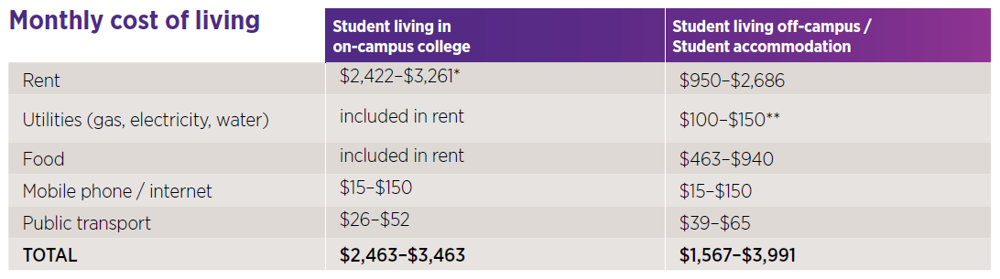 Monthly cost of living
Student living in
on-campus college
Student living off-campus /
Student accommodation
Rent $2,422–$3,261* $950–$2,686
Utilities (gas, electricity, water) included in rent $100–$150**
Food included in rent $463–$940
Mobile phone / internet $15–$150 $15–$150
Public transport $26–$52 $39–$65
TOTAL $2,463–$3,463 $1,567–$3,991